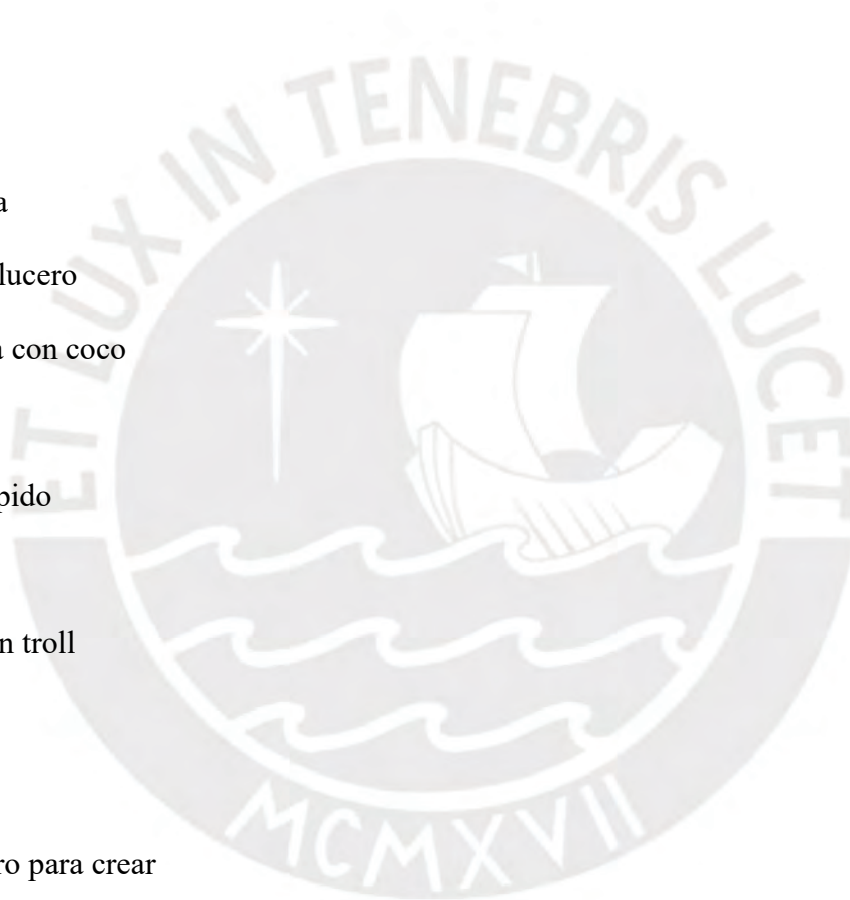 ET LUX IN TENEBRIS LUCET
a
lucero
con coco
pido
n troll
ro para crear
MCMXVII